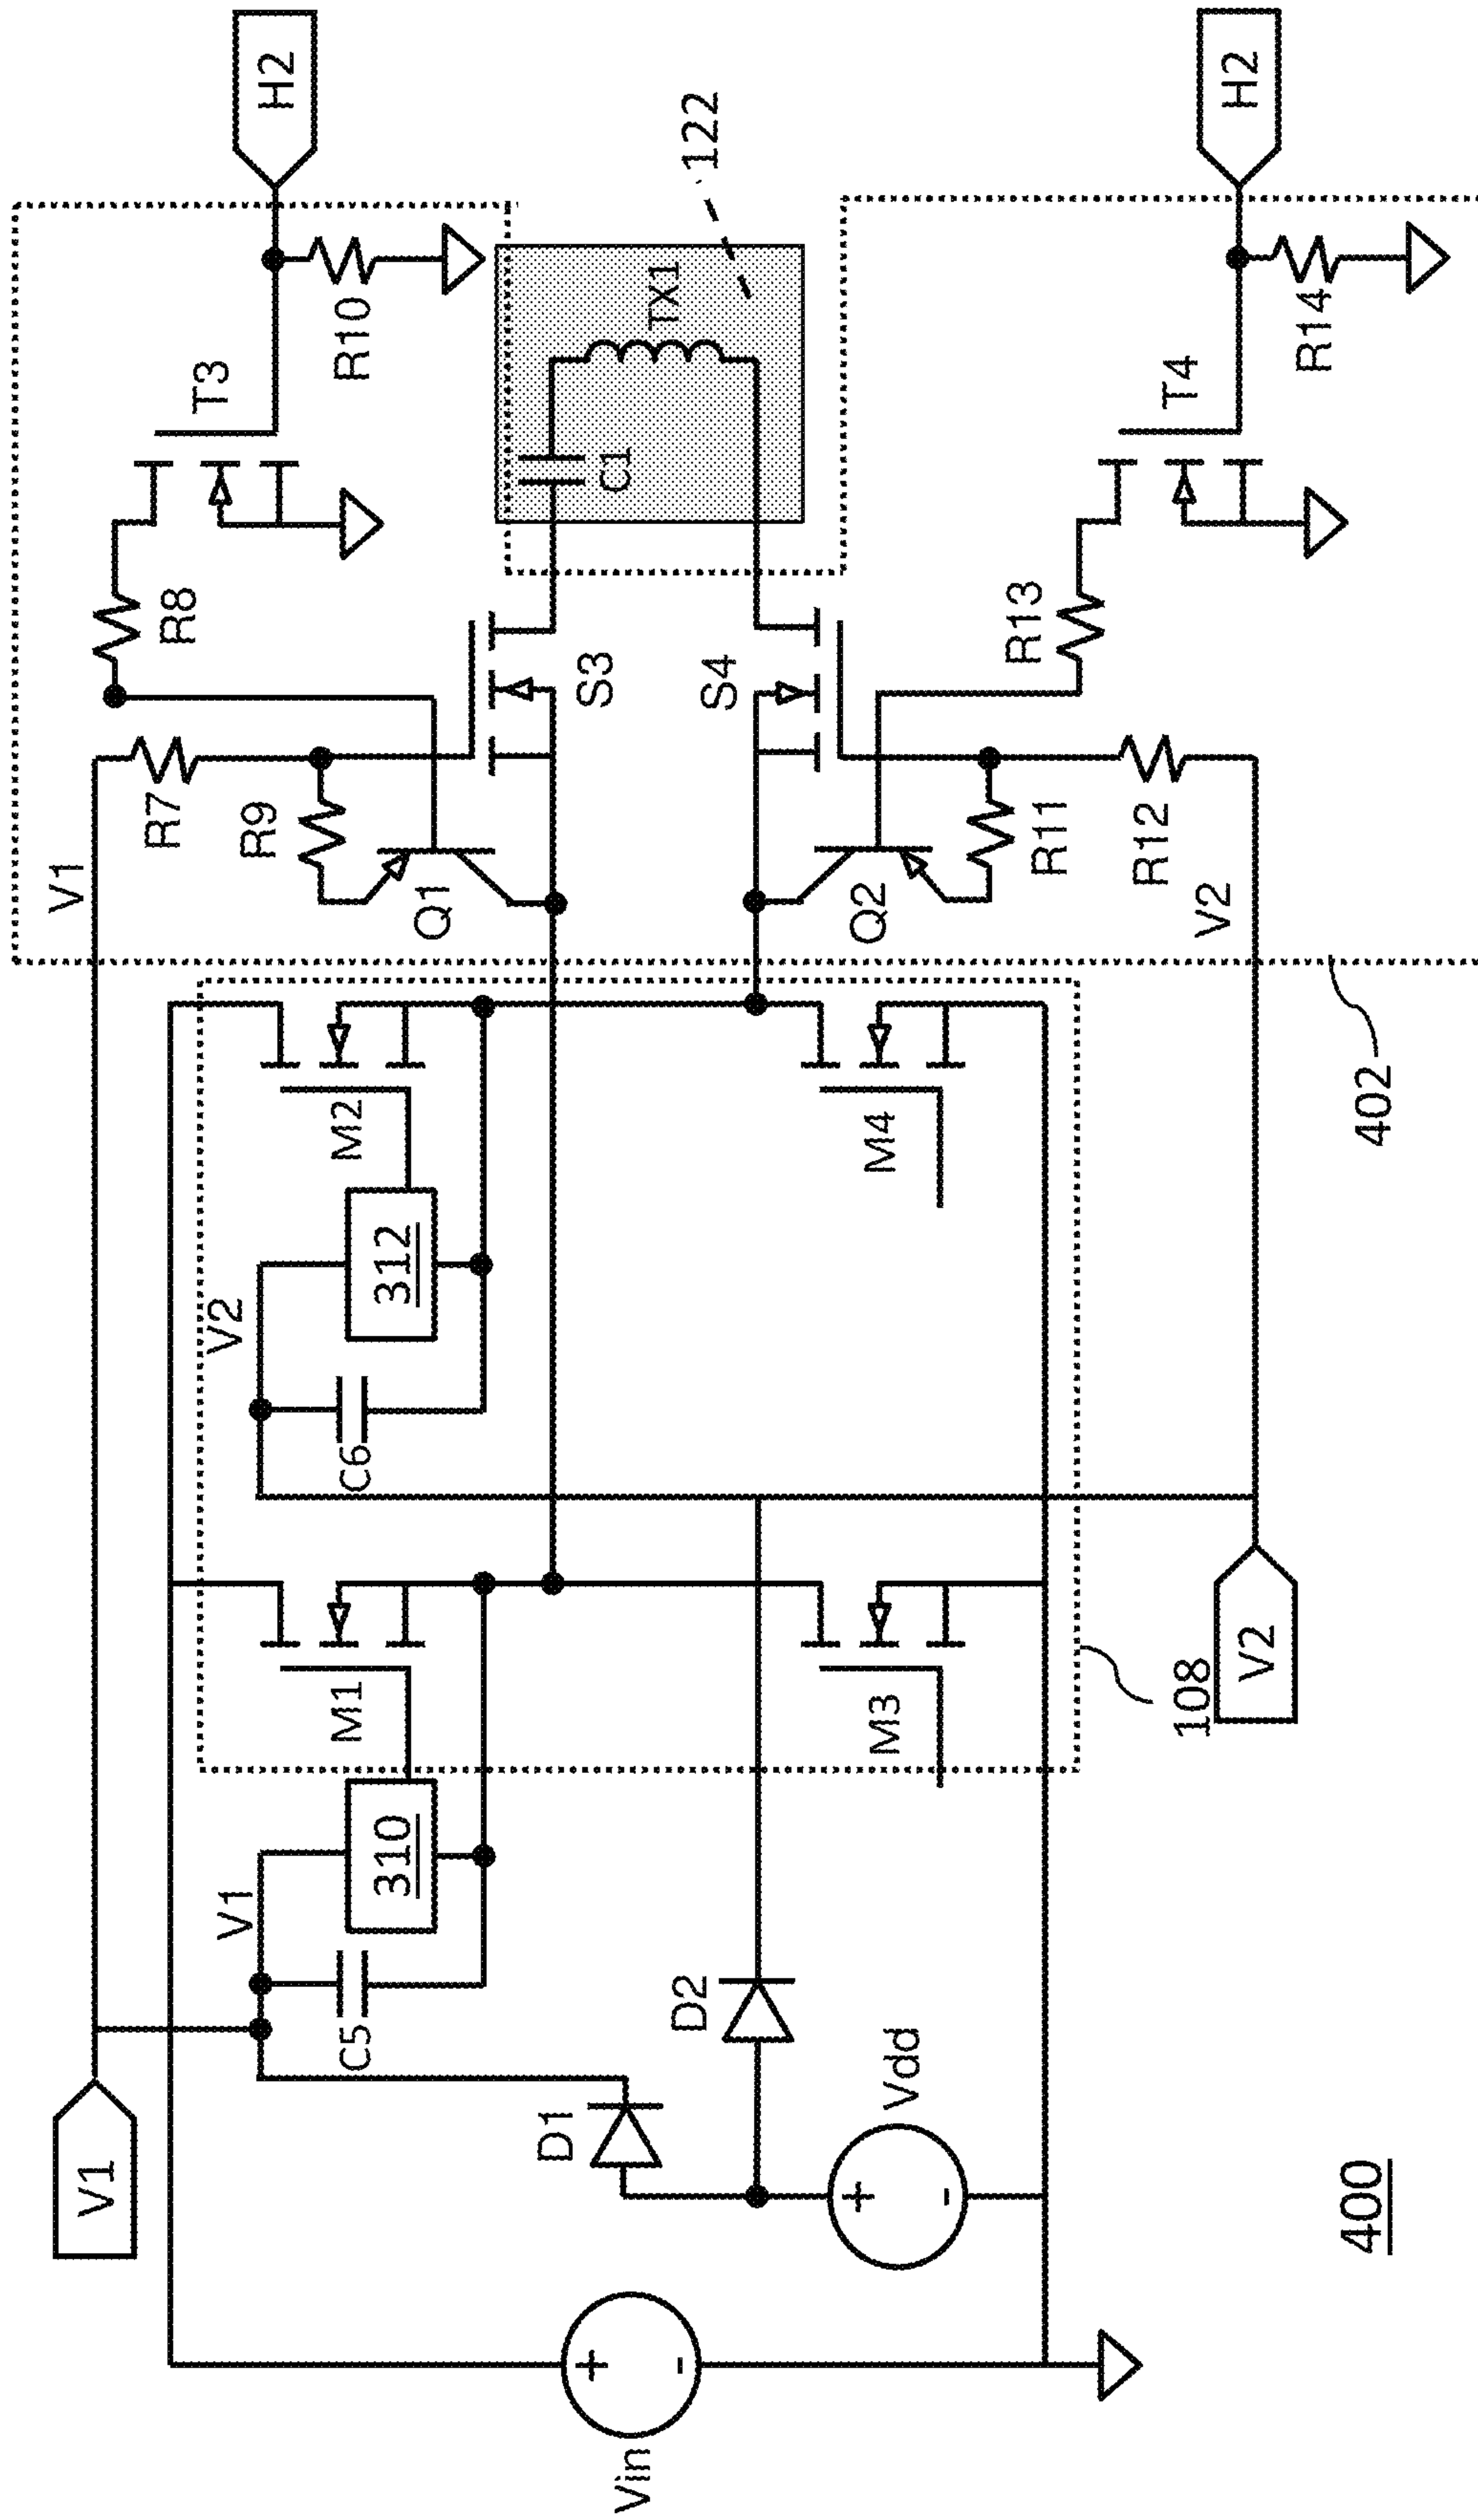 H2
H2
122
TX1
C1
T3
R10
T4
R14
R8
R13
S3
S4
V1
R7
R9
Q1
Q2
R11
R12
V2
402
M2
M4
312
V2
C6
M1
M3
108
V2
310
V1
C5
D2
D1
Vdd
+
-
V1
Vin
+
-
400